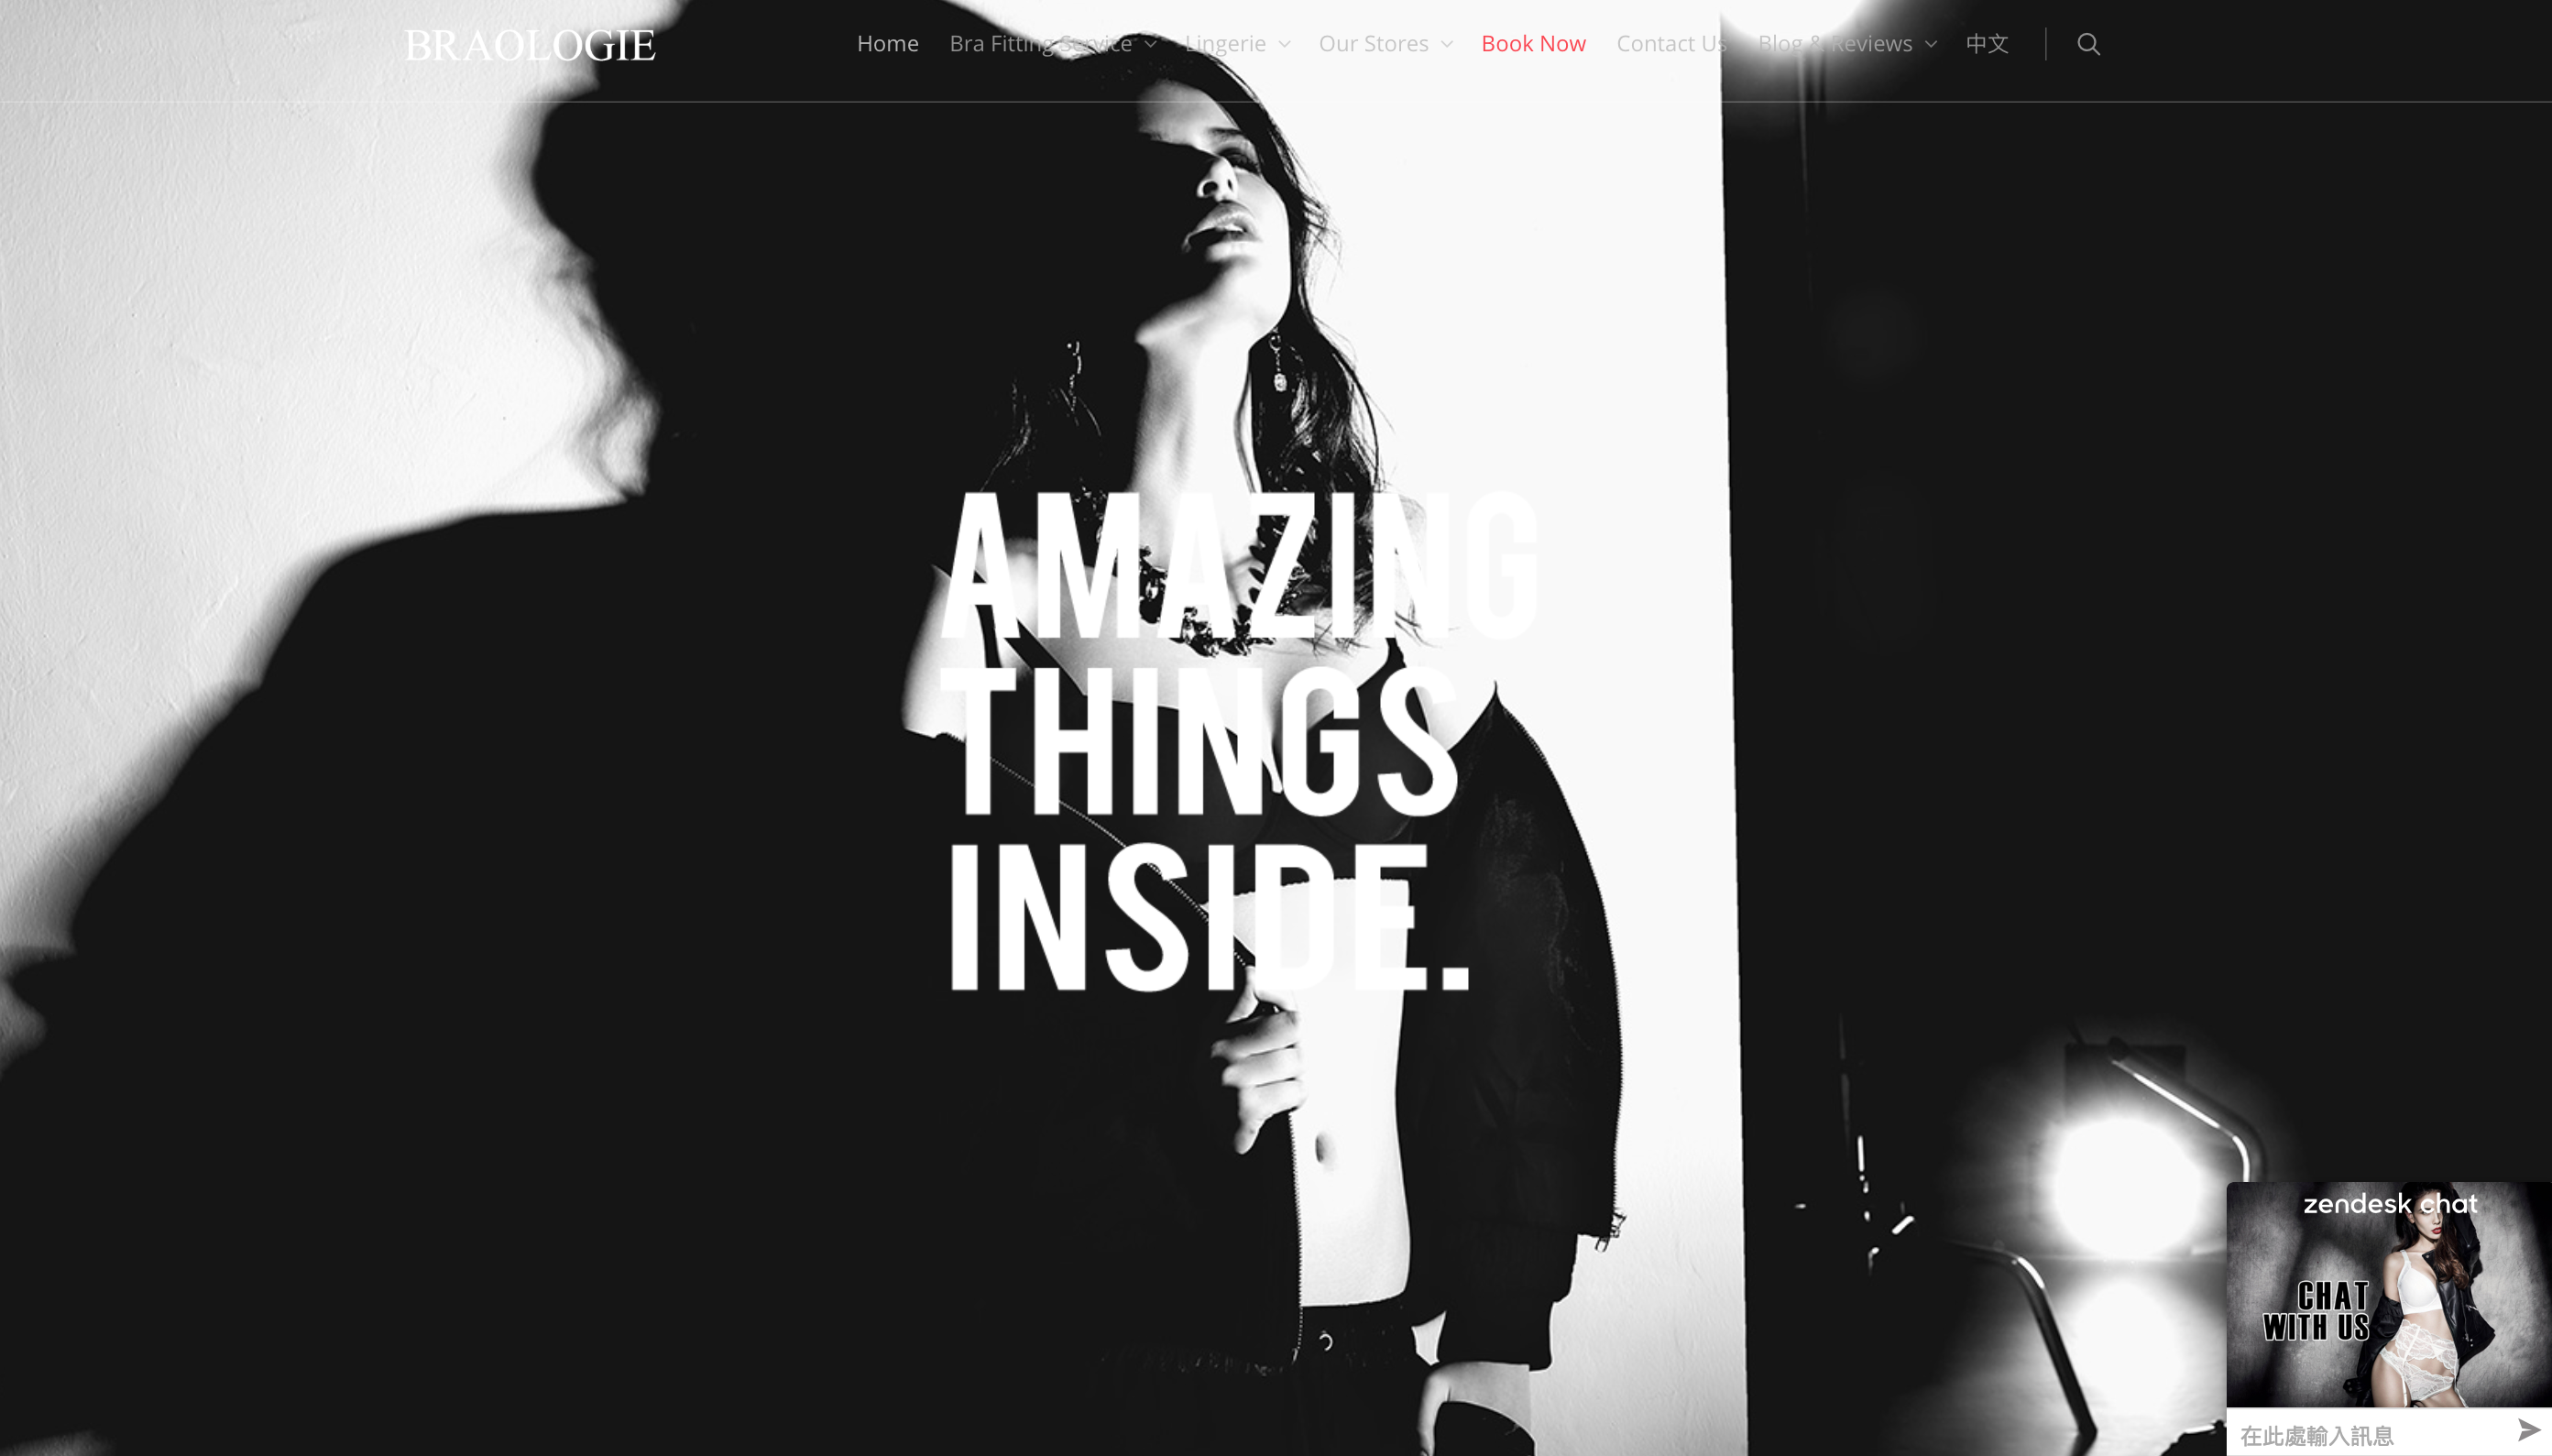 BRAOLOGIE
Home Bra Fitting Service Lingerie Our Stores Book Now Contact Us Blog & Reviews 中文
AMAZING
THINGS
INSIDE.
zendesk chat
CHAT
WITH US
在此處輸入訊息